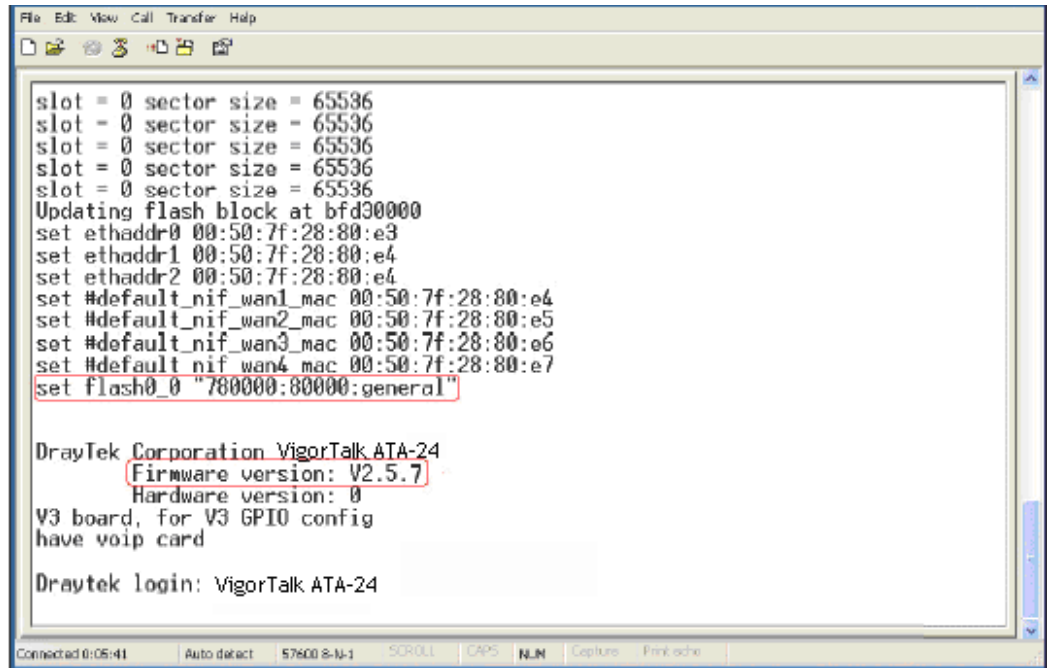 File Edit View Call Transfer Help
slot = 0 sector size = 65536
slot = 0 sector size = 65536
slot = 0 sector size = 65536
slot = 0 sector size = 65536
slot = 0 sector size = 65536
Updating flash block at bfd30000
set ethaddr0 00:50:7f:28:80:e3
set ethaddr1 00:50:7f:28:80:e4
set ethaddr2 00:50:7f:28:80:e4
set #default_nif_wan1_mac 00:50:7f:28:80:e4
set #default_nif_wan2_mac 00:50:7f:28:80:e5
set #default_nif_wan3_mac 00:50:7f:28:80:e6
set #default_nif_wan4_mac 00:50:7f:28:80:e7
set flash0_0 "780000:80000:general"
DrayTek Corporation VigorTalk ATA-24
Firmware version: V2.5.7
Hardware version: 0
V3 board, for V3 GPIO config
have voip card
Draytek login: VigorTalk ATA-24
Connected 0:05:41 Auto detect 57600 8-N-1 SCROLL CAPS NUM Capture Print echo